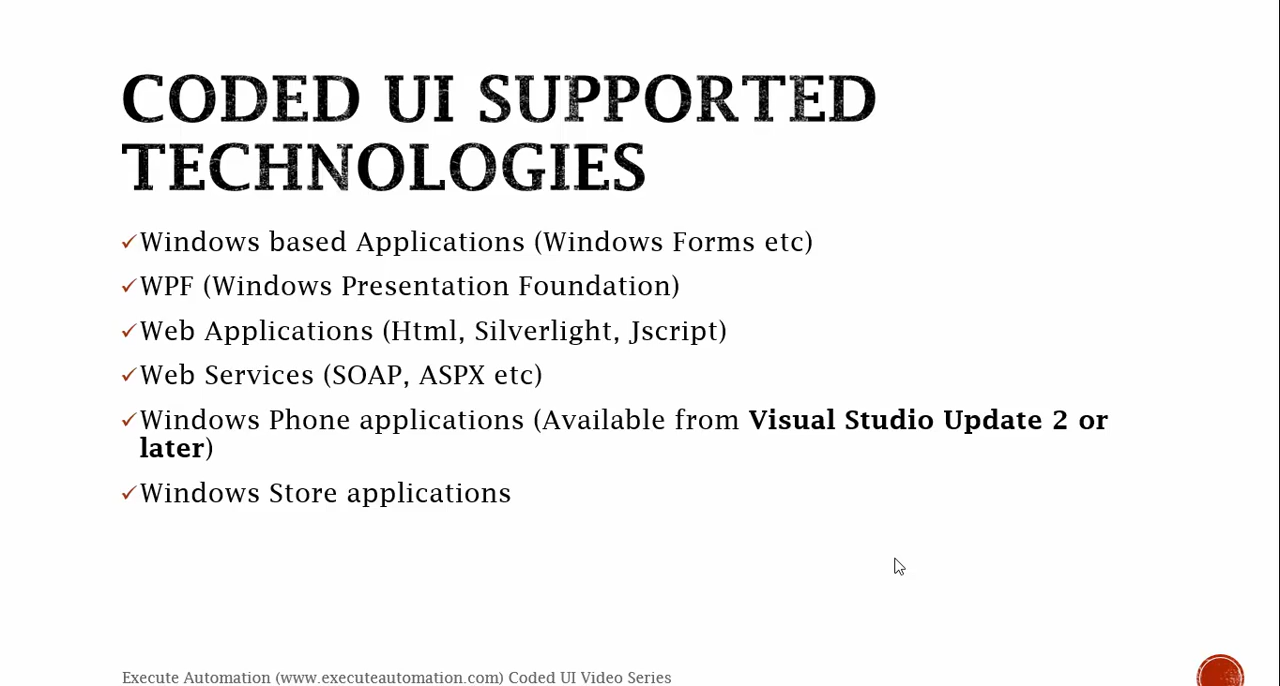 CODED UI SUPPORTED
TECHNOLOGIES
✓Windows based Applications (Windows Forms etc)
✓WPF (Windows Presentation Foundation)
✓Web Applications (Html, Silverlight, Jscript)
✓Web Services (SOAP, ASPX etc)
✓Windows Phone applications (Available from Visual Studio Update 2 or
later)
✓Windows Store applications
Execute Automation (www.executeautomation.com) Coded UI Video Series